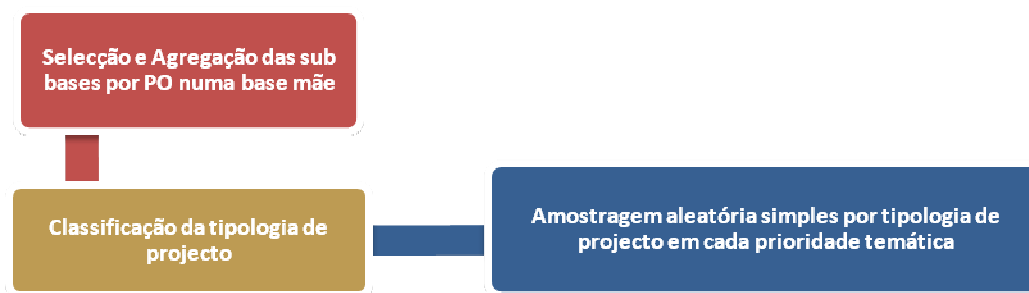 Selecção e Agregação das sub
bases por PO numa base mãe
Classificação da tipologia de
projecto
Amostragem aleatória simples por tipologia de
projecto em cada prioridade temática